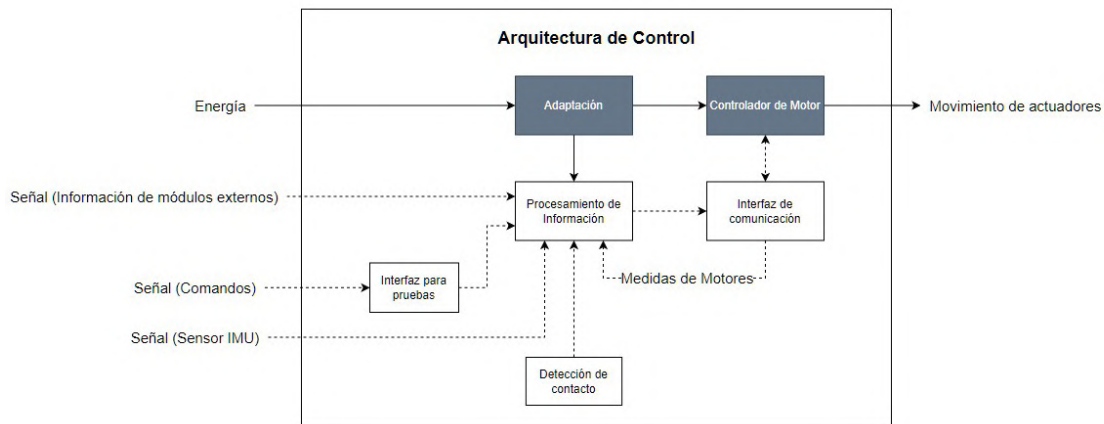 Arquitectura de Control
Energía
Adaptación
Controlador de Motor
Movimiento de actuadores
Señal (Información de módulos externos)
Procesamiento de
Información
Interfaz de
comunicación
Medidas de Motores
Señal (Comandos)
Interfaz para
pruebas
Señal (Sensor IMU)
Detección de
contacto